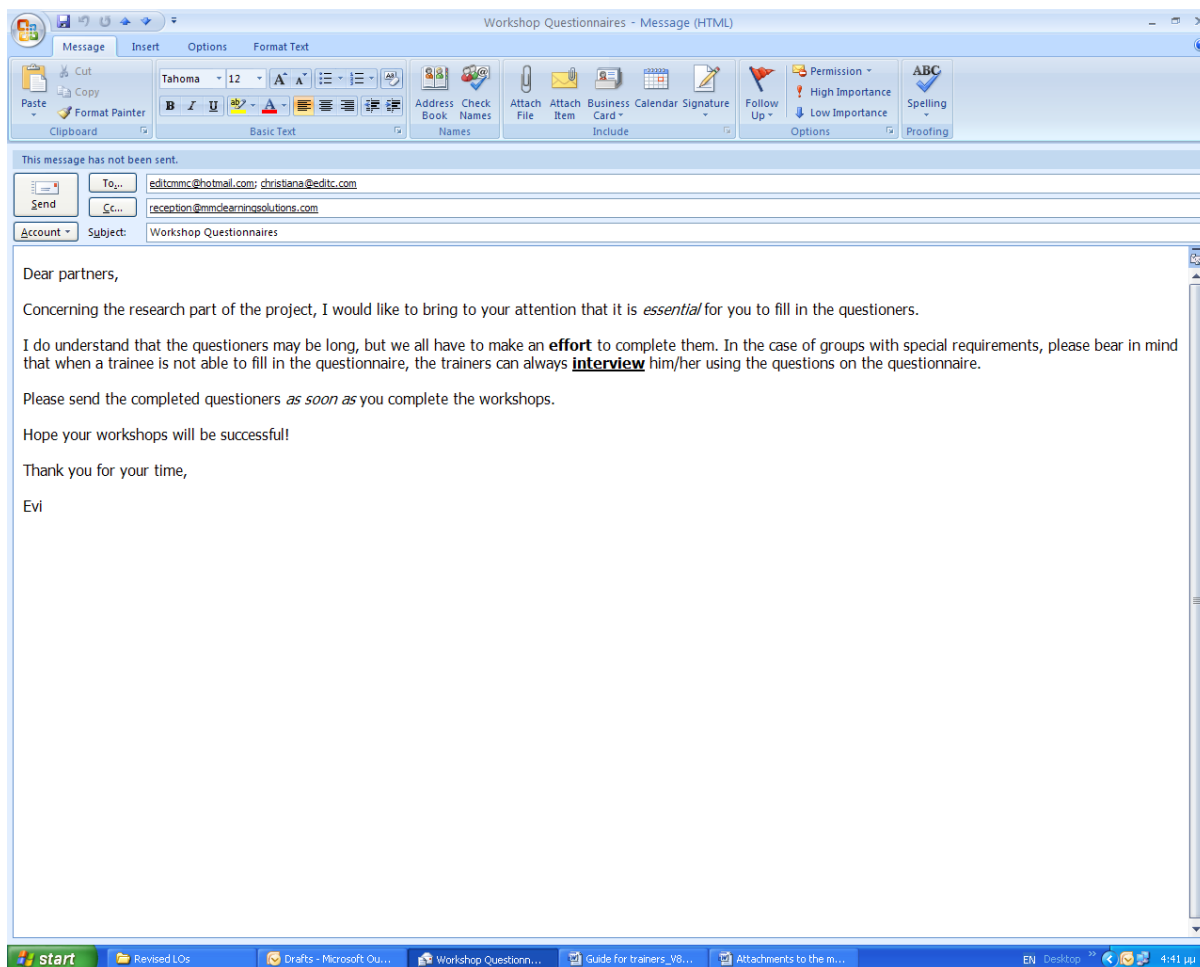 Workshop Questionnaires - Message (HTML)
Message Insert Options Format Text
Cut
Copy
Format Painter
Paste
Clipboard
Tahoma 12
B I U
Basic Text
Address Book
Check Names
Names
Attach File
Attach Item
Business Card
Calendar
Signature
Include
Follow Up
Permission
High Importance
Low Importance
Options
ABC
Spelling
Proofing
This message has not been sent.
Send
To...
editcmmc@hotmail.com; christiana@editc.com
Cc...
reception@mmclearningsolutions.com
Account
Subject:
Workshop Questionnaires
Dear partners,
Concerning the research part of the project, I would like to bring to your attention that it is essential for you to fill in the questioners.
I do understand that the questioners may be long, but we all have to make an effort to complete them. In the case of groups with special requirements, please bear in mind
that when a trainee is not able to fill in the questionnaire, the trainers can always interview him/her using the questions on the questionnaire.
Please send the completed questioners as soon as you complete the workshops.
Hope your workshops will be successful!
Thank you for your time,
Evi
start Revised LOs Drafts - Microsoft Ou... Workshop Questionn... Guide for trainers_V8... Attachments to the m... EN Desktop 4:41 μμ